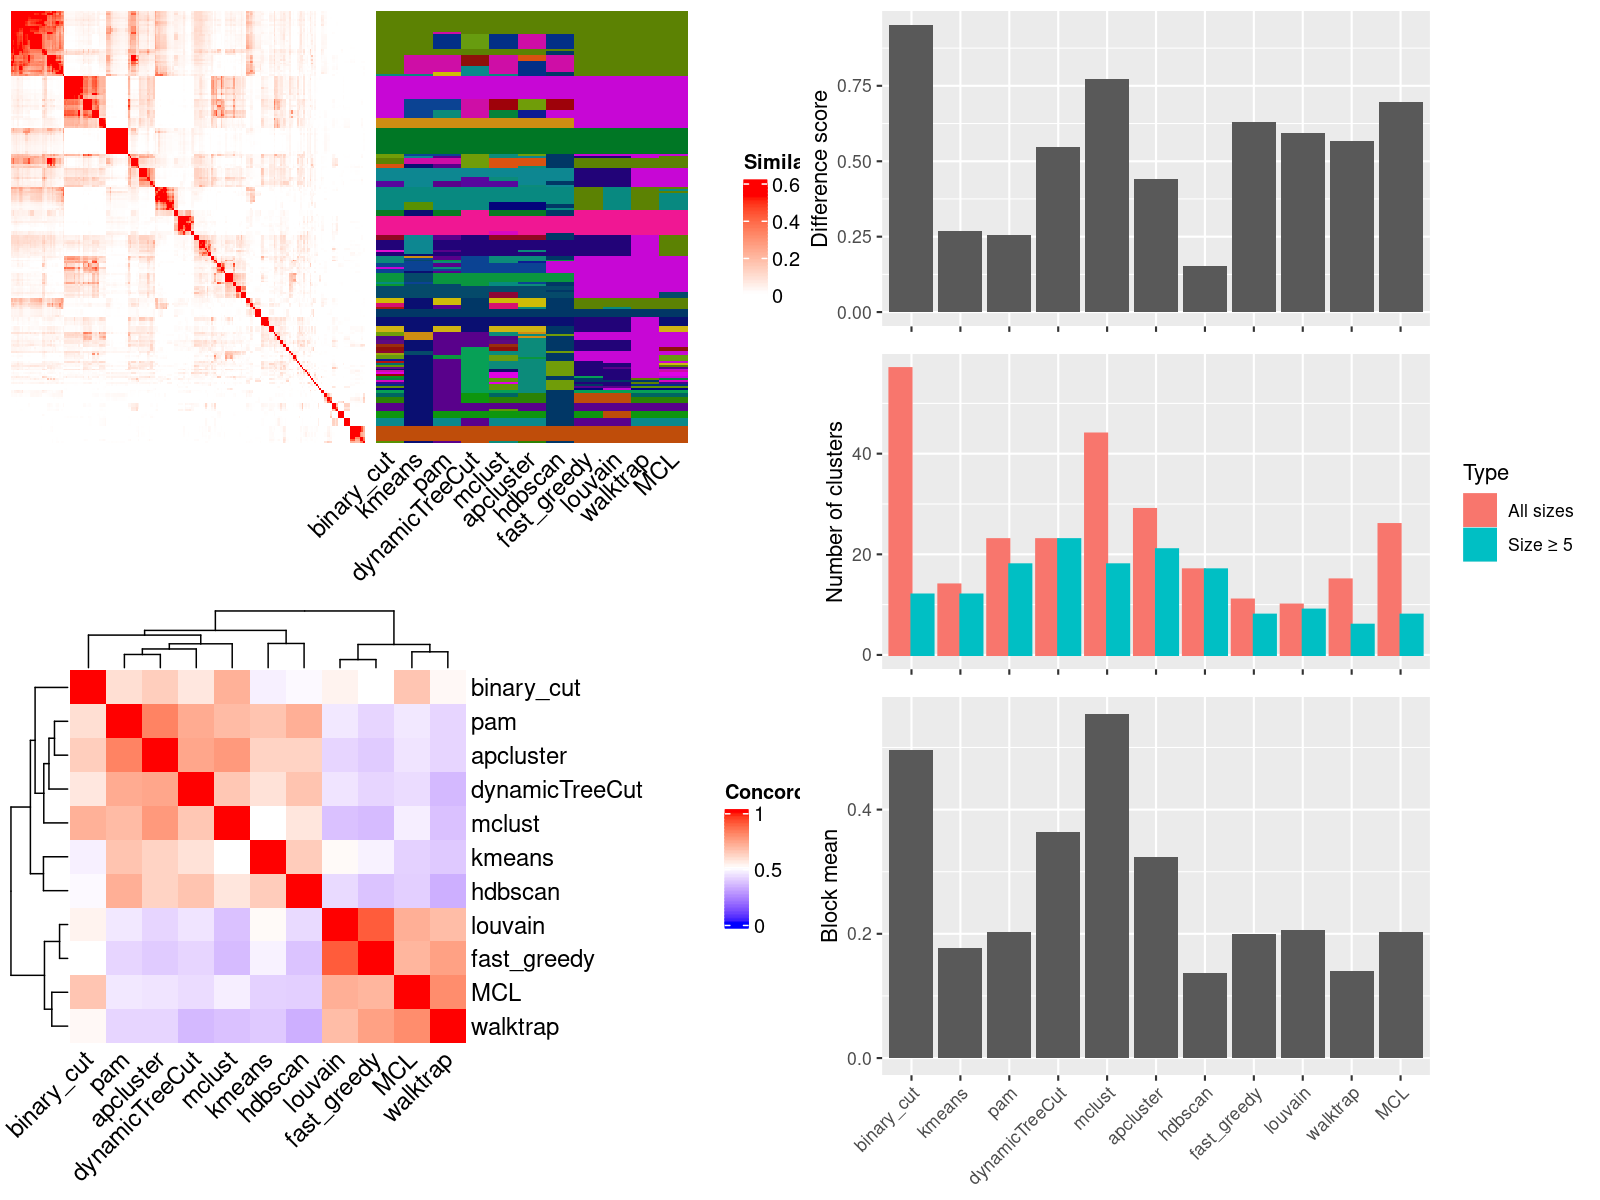 Simila
0.6
0.4
0.2
0
binary_cut
kmeans
pam
dynamicTreeCut
mclust
apcluster
hdbscan
fast_greedy
louvain
walktrap
MCL
binary_cut
pam
apcluster
dynamicTreeCut
mclust
kmeans
hdbscan
louvain
fast_greedy
MCL
walktrap
binary_cut
pam
apcluster
dynamicTreeCut
mclust
kmeans
hdbscan
louvain
fast_greedy
MCL
walktrap
Concord
1
0.5
0
Difference score
0.75
0.50
0.25
0.00
Number of clusters
40
20
0
Block mean
0.4
0.2
0.0
binary_cut
kmeans
pam
dynamicTreeCut
mclust
apcluster
hdbscan
fast_greedy
louvain
walktrap
MCL
Type
All sizes
Size ≥ 5